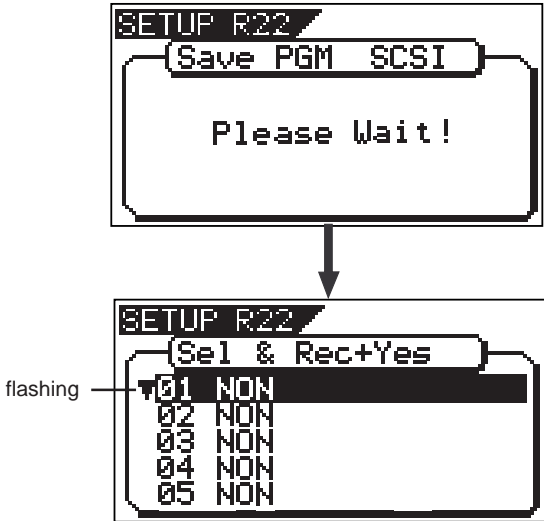 SETUP R22
Save PGM SCSI
Please Wait!
SETUP R22
Sel & Rec+Yes
flashing
▼01 NON
02 NON
03 NON
04 NON
05 NON